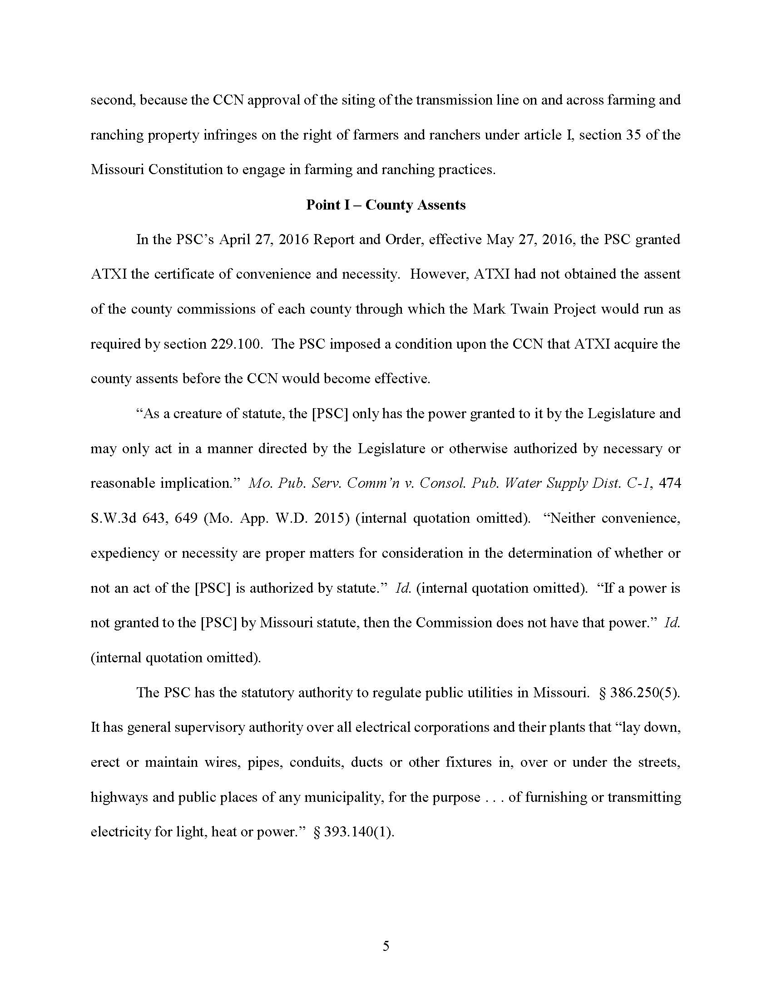 second, because the CCN approval of the siting of the transmission line on and across farming and
ranching property infringes on the right of farmers and ranchers under article I, section 35 of the
Missouri Constitution to engage in farming and ranching practices.
Point I – County Assents
In the PSC’s April 27, 2016 Report and Order, effective May 27, 2016, the PSC granted
ATXI the certificate of convenience and necessity.  However, ATXI had not obtained the assent
of the county commissions of each county through which the Mark Twain Project would run as
required by section 229.100.  The PSC imposed a condition upon the CCN that ATXI acquire the
county assents before the CCN would become effective.
“As a creature of statute, the [PSC] only has the power granted to it by the Legislature and
may only act in a manner directed by the Legislature or otherwise authorized by necessary or
reasonable implication.”  Mo. Pub. Serv. Comm’n v. Consol. Pub. Water Supply Dist. C-1, 474
S.W.3d 643, 649 (Mo. App. W.D. 2015) (internal quotation omitted).  “Neither convenience,
expediency or necessity are proper matters for consideration in the determination of whether or
not an act of the [PSC] is authorized by statute.”  Id. (internal quotation omitted).  “If a power is
not granted to the [PSC] by Missouri statute, then the Commission does not have that power.”  Id.
(internal quotation omitted).
The PSC has the statutory authority to regulate public utilities in Missouri.  § 386.250(5).
It has general supervisory authority over all electrical corporations and their plants that “lay down,
erect or maintain wires, pipes, conduits, ducts or other fixtures in, over or under the streets,
highways and public places of any municipality, for the purpose . . . of furnishing or transmitting
electricity for light, heat or power.”  § 393.140(1).
5